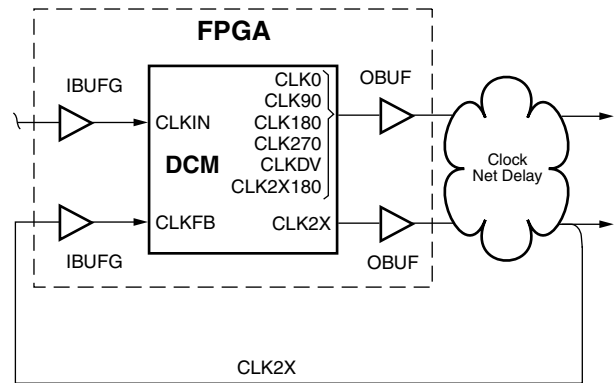 FPGA
IBUFG
CLKIN
DCM
CLKFB
IBUFG
CLK0
CLK90
CLK180
CLK270
CLKDV
CLK2X180
CLK2X
OBUF
OBUF
Clock
Net Delay
CLK2X